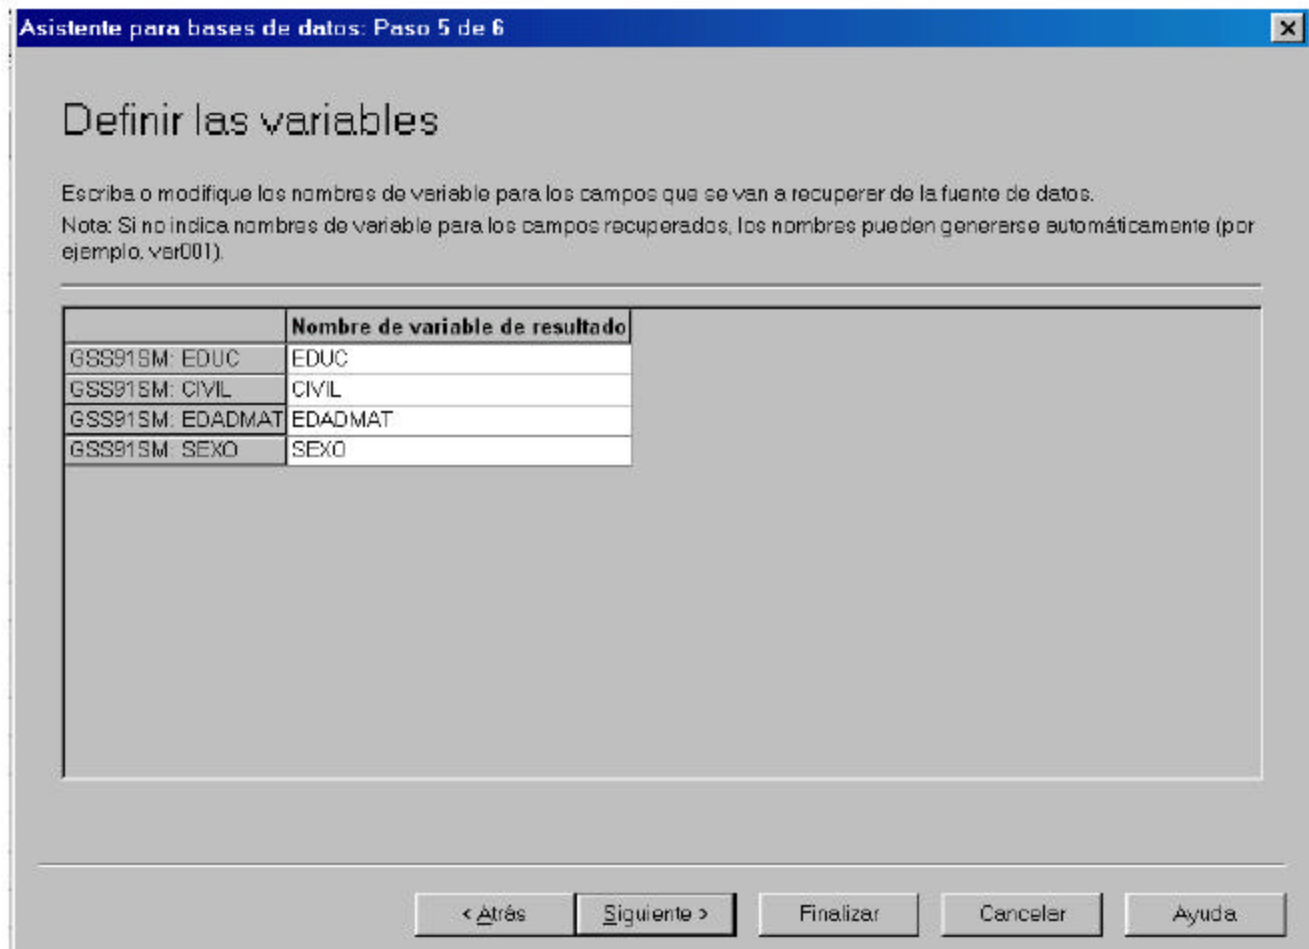 Asistente para bases de datos: Paso 5 de 6
Definir las variables
Escriba o modifique los nombres de variable para los campos que se van a recuperar de la fuente de datos.
Nota: Si no indica nombres de variable para los campos recuperados, los nombres pueden generarse automáticamente (por
ejemplo, var001).
Nombre de variable de resultado
GSS91SM: EDUC EDUC
GSS91SM: CIVIL CIVIL
GSS91SM: EDADMAT EDADMAT
GSS91SM: SEXO SEXO
< Atrás Siguiente > Finalizar Cancelar Ayuda